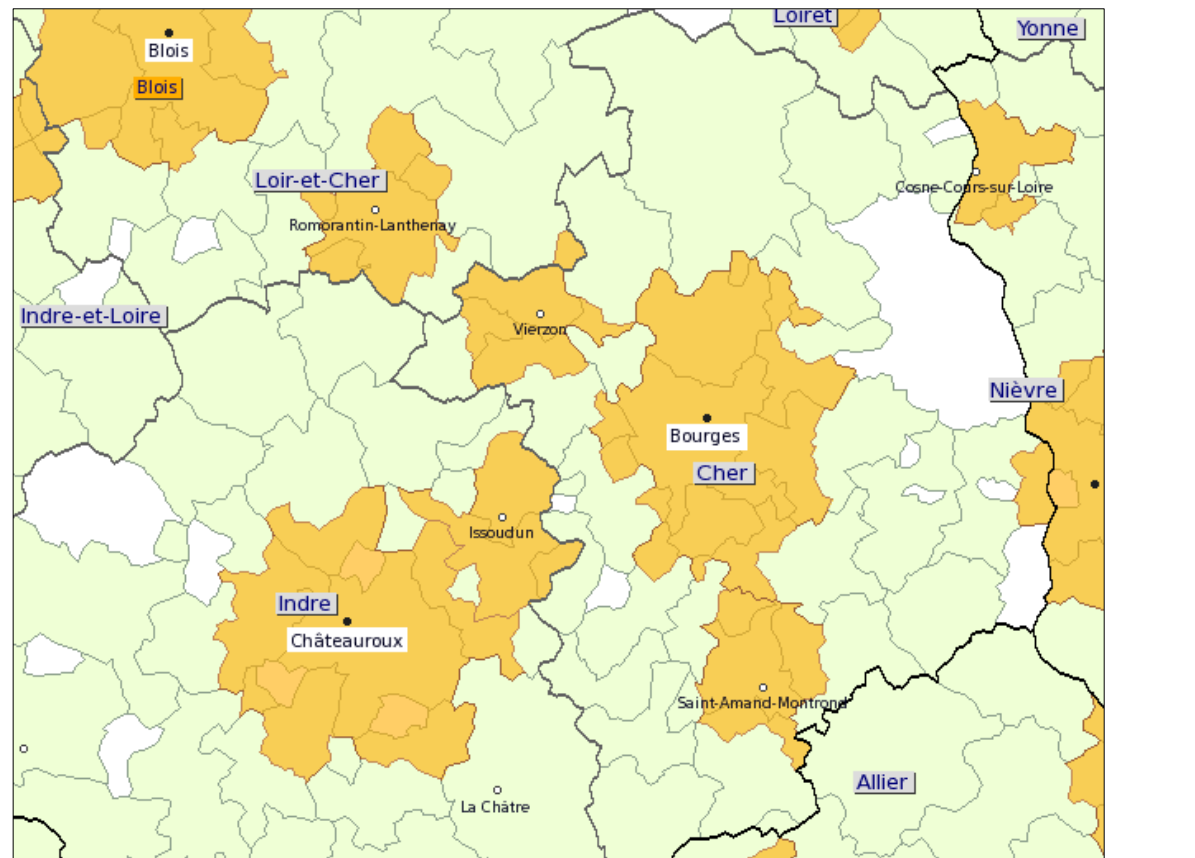 Loiret
Yonne
Blois
Blois
Loir-et-Cher
Cosne-Cours-sur-Loire
Romorantin-Lanthenay
Indre-et-Loire
Vierzon
Nièvre
Bourges
Cher
Issoudun
Indre
Châteauroux
Saint-Amand-Montrond
Allier
La Châtre